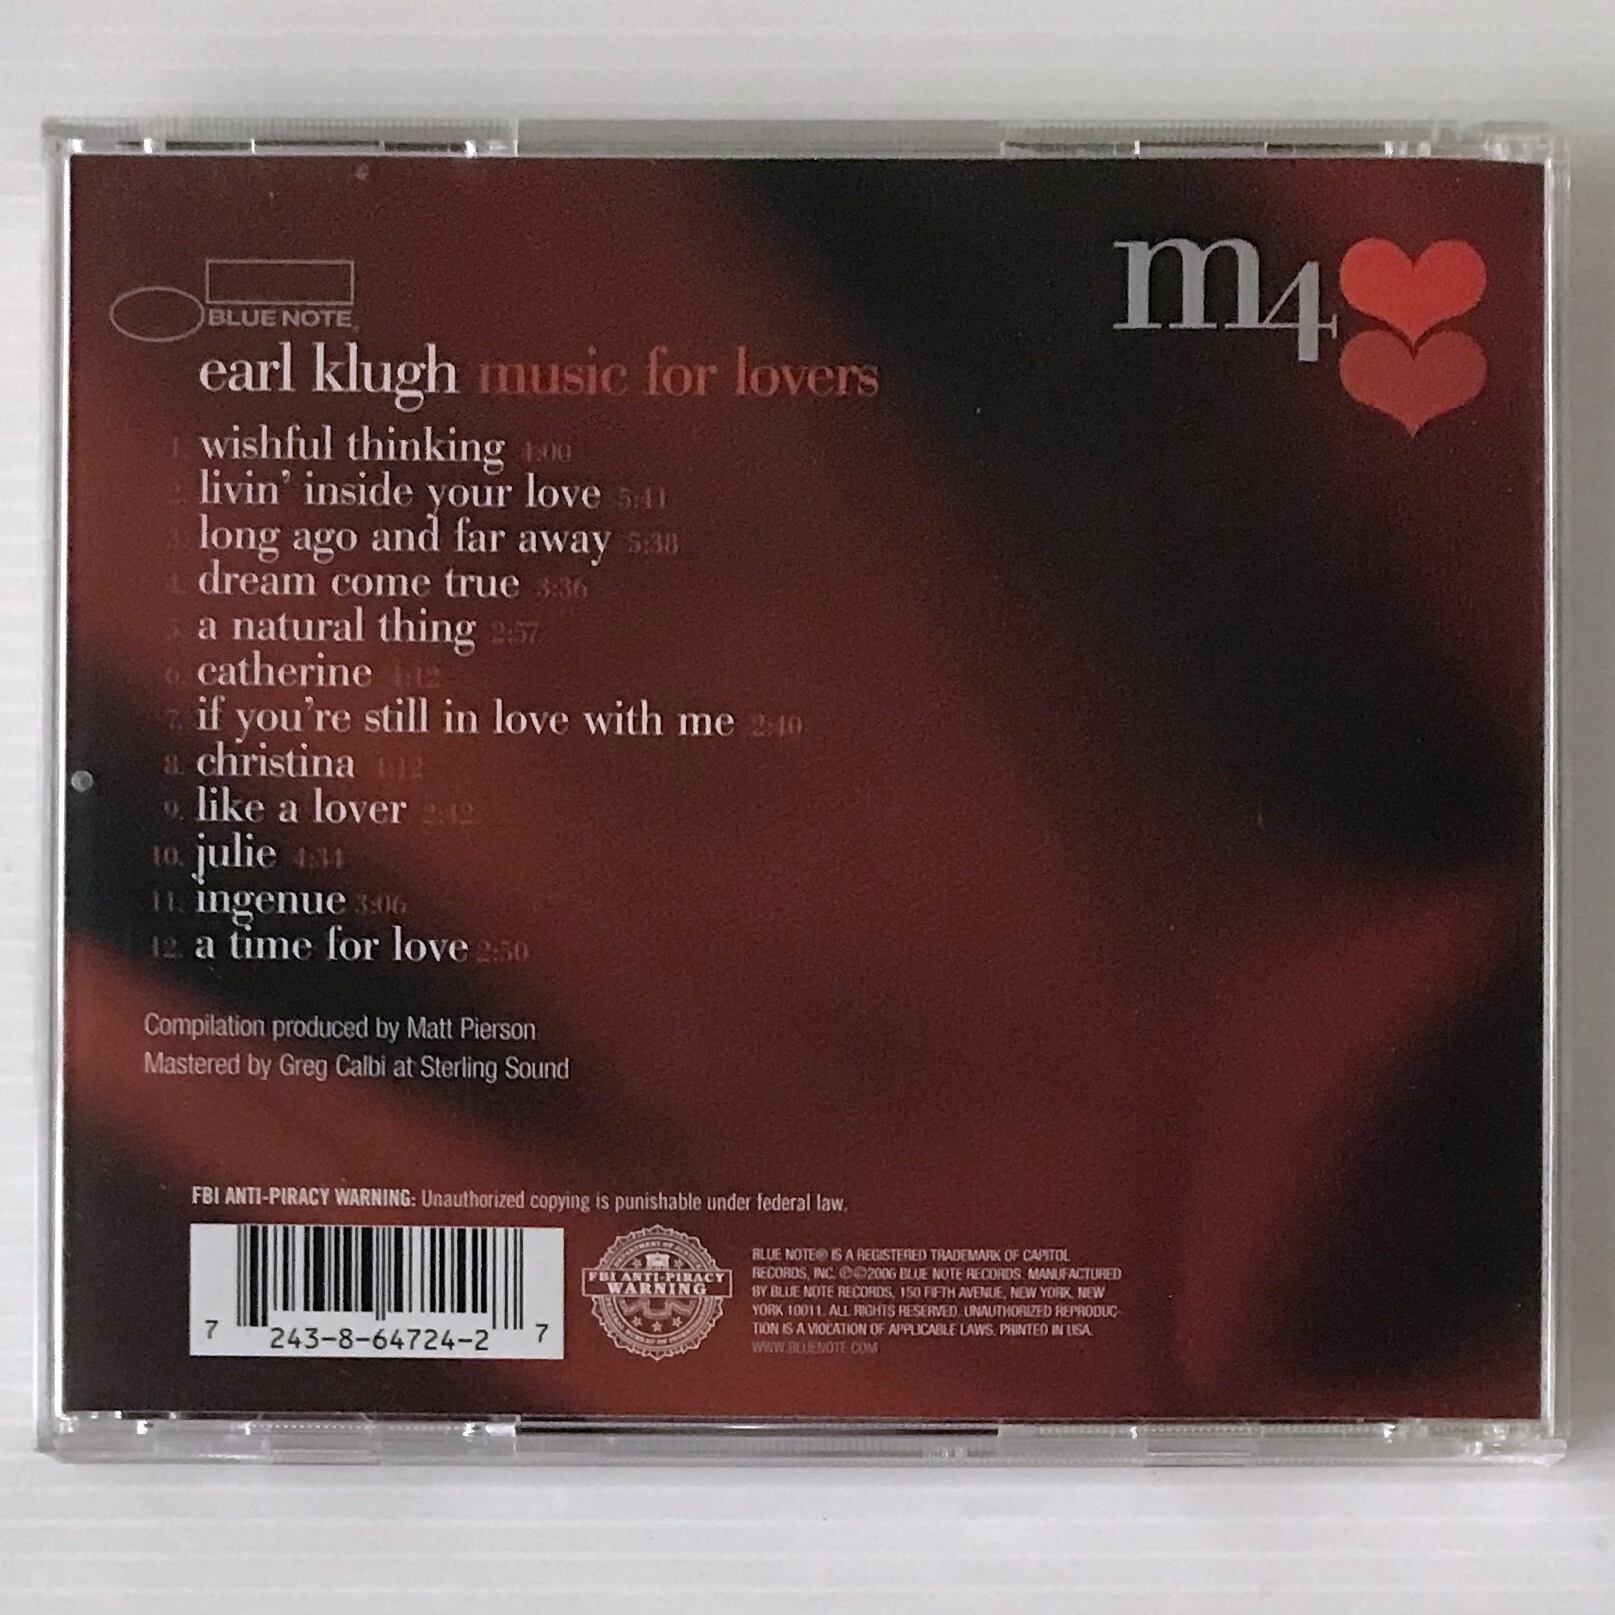 BLUE NOTE
m4
earl klugh music for lovers
1. wishful thinking 4:00
2. livin' inside your love 5:41
3. long ago and far away 5:38
4. dream come true 3:36
5. a natural thing 2:57
6. catherine 4:12
7. if you're still in love with me 2:40
8. christina 4:12
9. like a lover 2:42
10. julie 4:34
11. ingenue 3:06
12. a time for love 2:50
Compilation produced by Matt Pierson
Mastered by Greg Calbi at Sterling Sound
FBI ANTI-PIRACY WARNING: Unauthorized copying is punishable under federal law.
7 243-8-64724-2 7
FBI ANTI-PIRACY
WARNING
BLUE NOTE® IS A REGISTERED TRADEMARK OF CAPITOL
RECORDS, INC. ℗©2006 BLUE NOTE RECORDS. MANUFACTURED
BY BLUE NOTE RECORDS, 150 FIFTH AVENUE, NEW YORK, NEW
YORK 10011. ALL RIGHTS RESERVED. UNAUTHORIZED REPRODUC-
TION IS A VIOLATION OF APPLICABLE LAWS. PRINTED IN USA.
WWW.BLUENOTE.COM